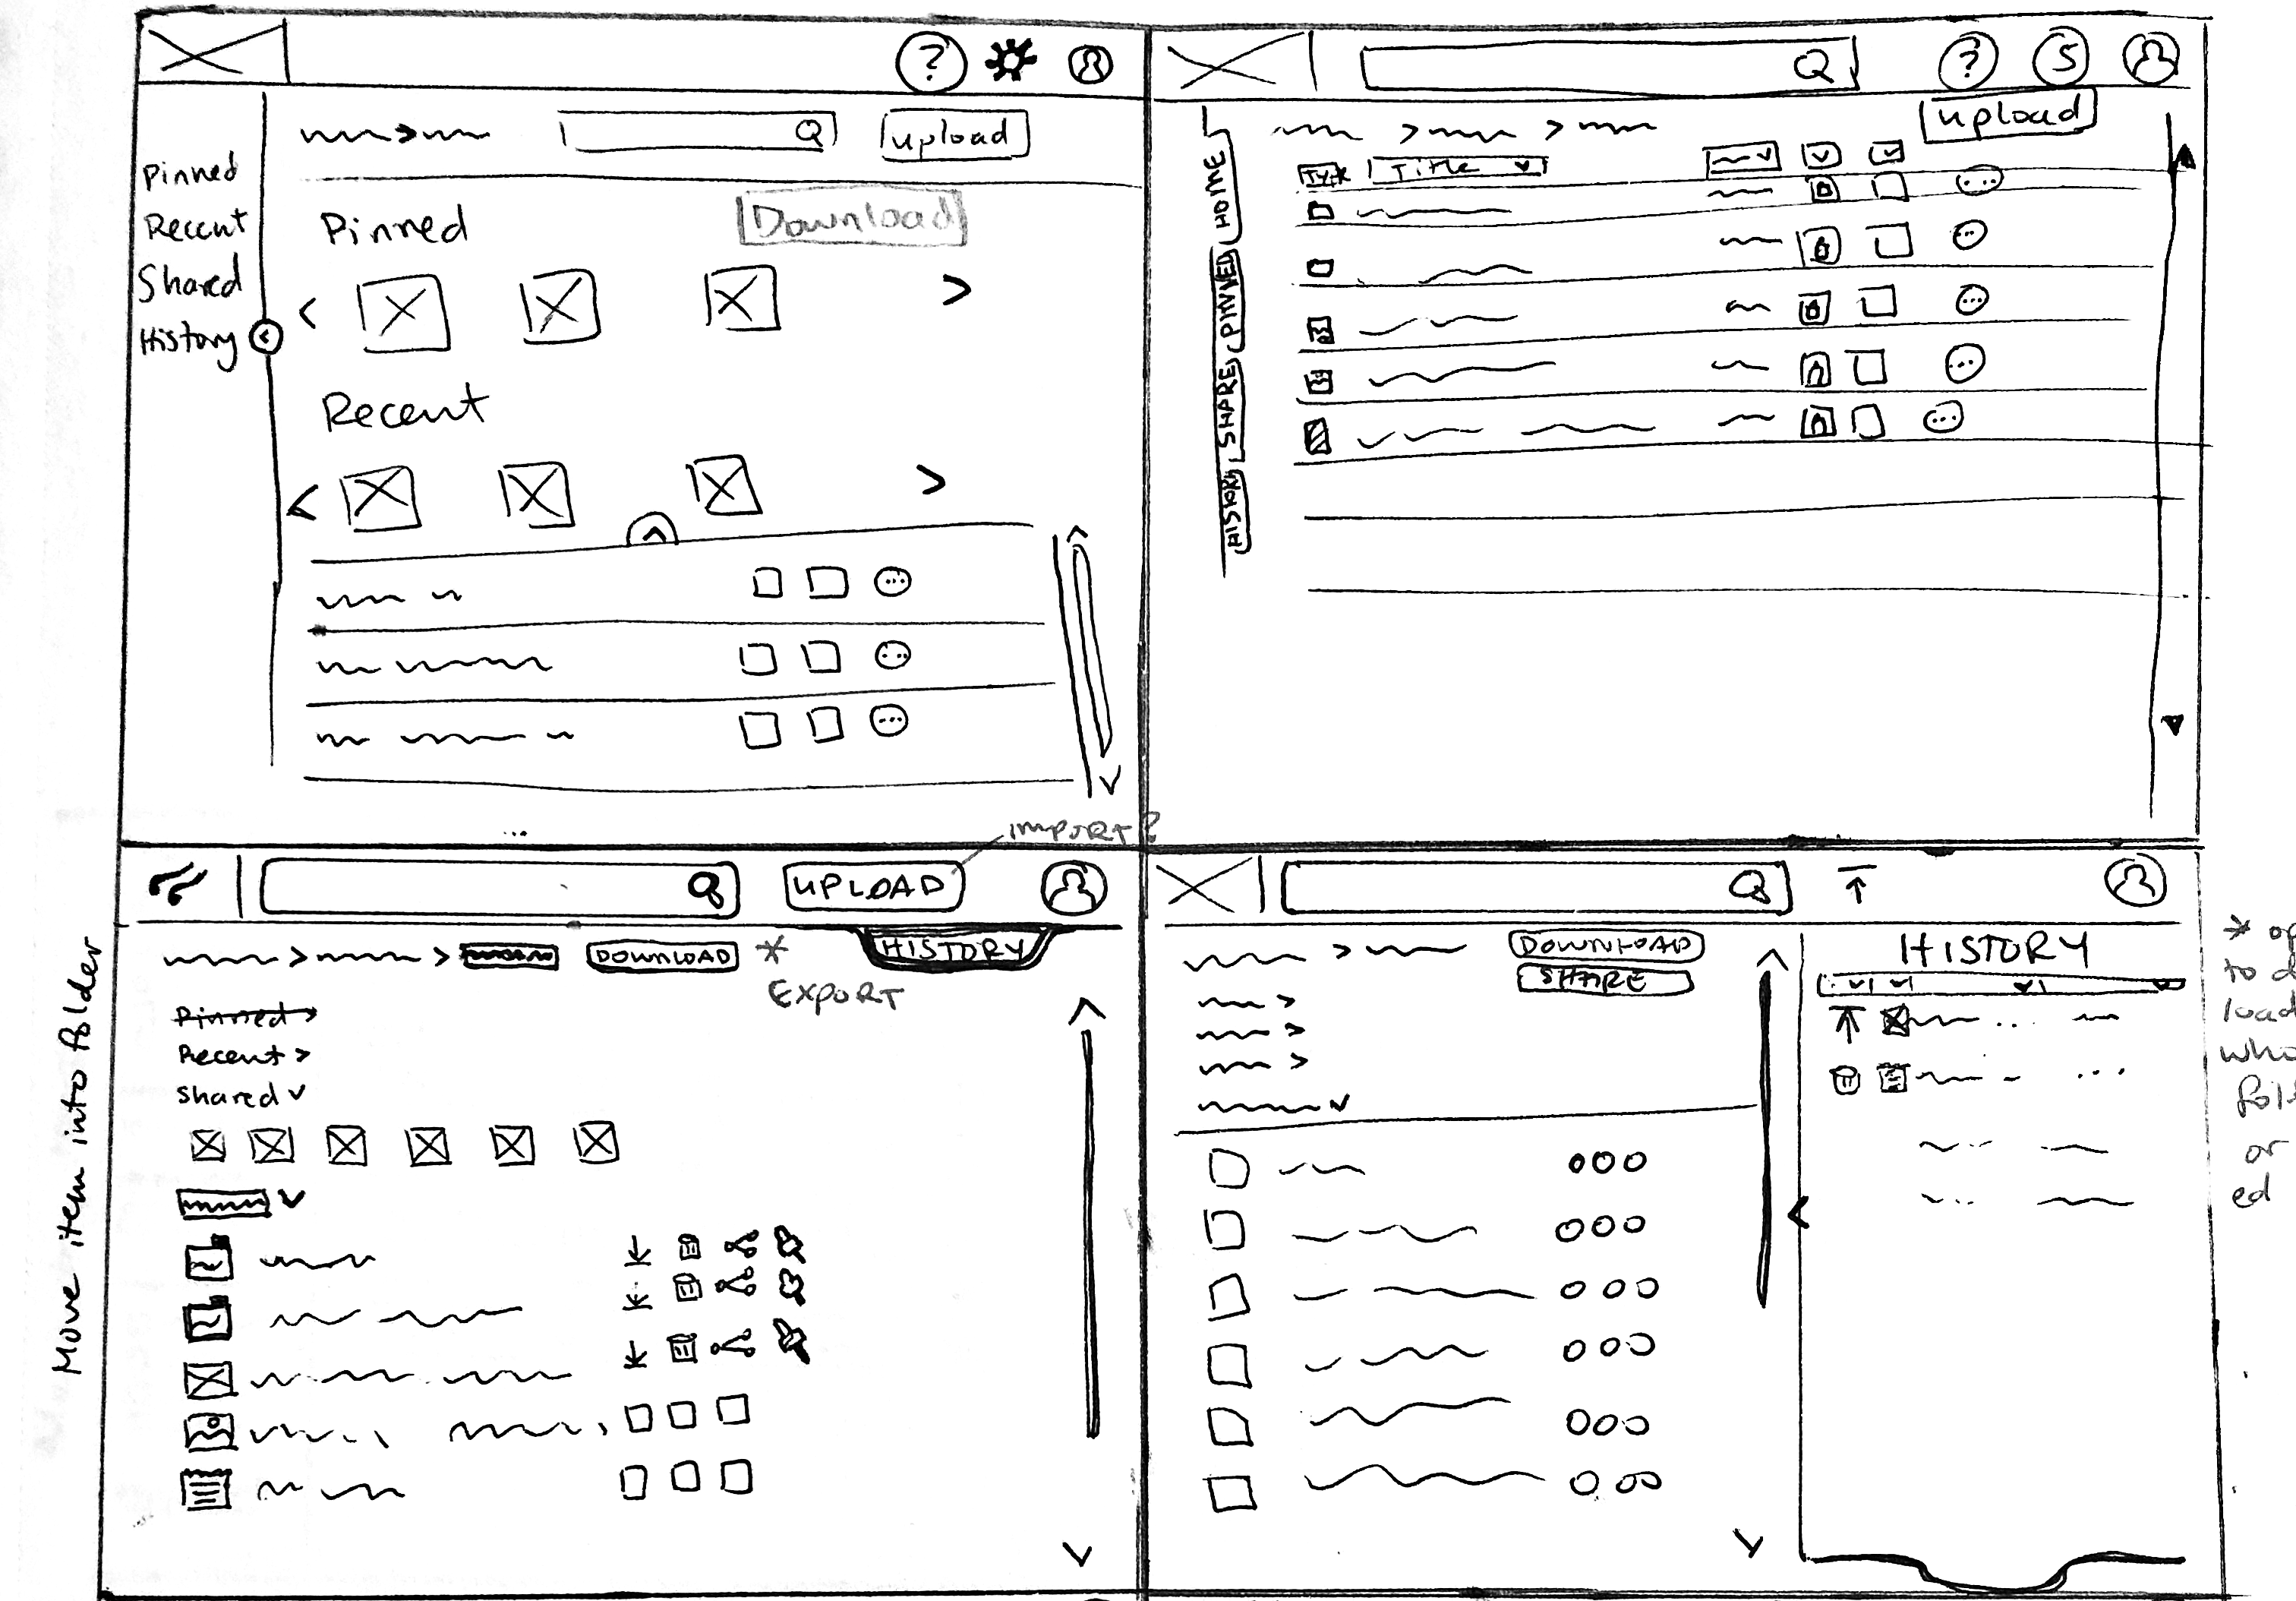 ?
upload
Pinned
Recent
Shared
History
Pinned
Download
Recent
?
S
upload
Type
Title
HOME
PINNED
SHARE
HISTORY
import?
UPLOAD
HISTORY
DOWNLOAD
*
EXPORT
Pinned >
Recent >
Shared
Move item into folder
DOWNLOAD
SHARE
HISTORY
*
to
or
ed